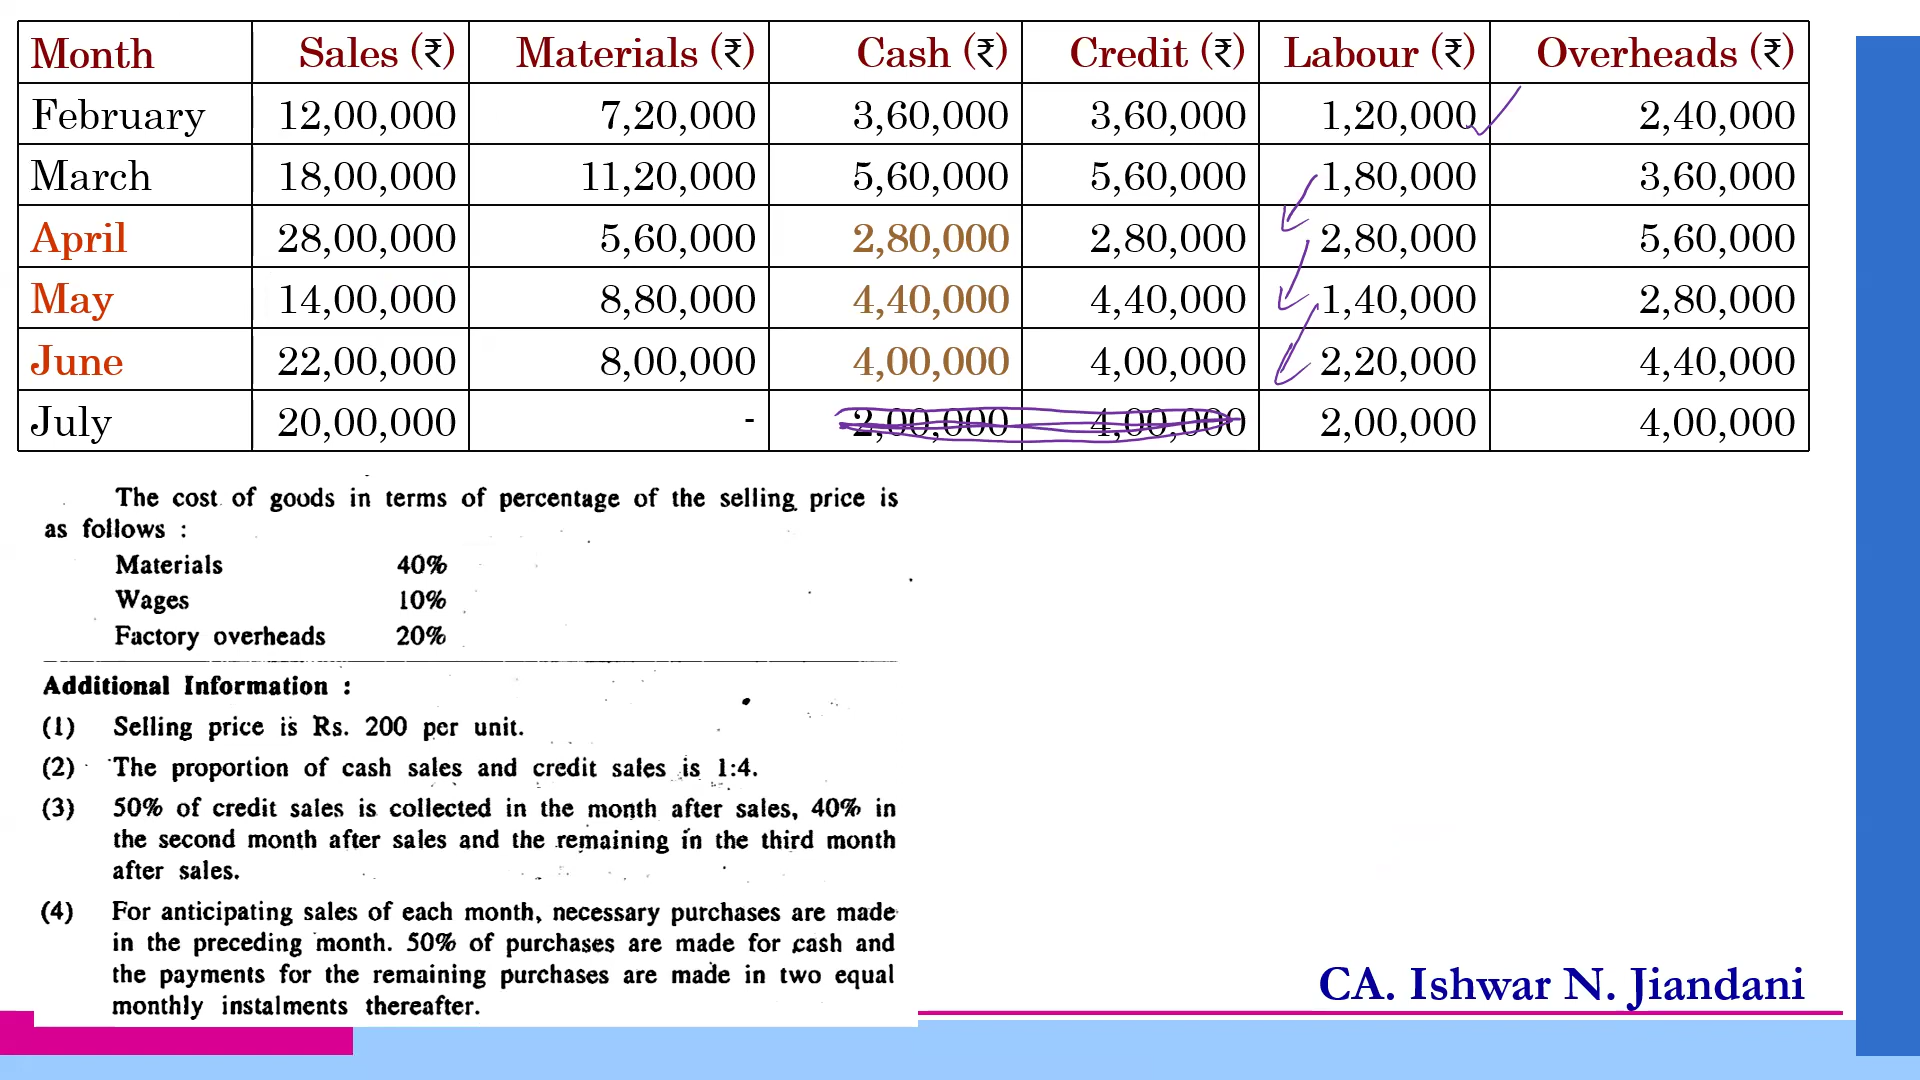 Month Sales (₹) Materials (₹) Cash (₹) Credit (₹) Labour (₹) Overheads (₹)
February 12,00,000 7,20,000 3,60,000 3,60,000 1,20,000 2,40,000
March 18,00,000 11,20,000 5,60,000 5,60,000 1,80,000 3,60,000
April 28,00,000 5,60,000 2,80,000 2,80,000 2,80,000 5,60,000
May 14,00,000 8,80,000 4,40,000 4,40,000 1,40,000 2,80,000
June 22,00,000 8,00,000 4,00,000 4,00,000 2,20,000 4,40,000
July 20,00,000 - 2,00,000 4,00,000 2,00,000 4,00,000
The cost of goods in terms of percentage of the selling price is
as follows :
Materials 40%
Wages 10%
Factory overheads 20%
Additional Information :
(1) Selling price is Rs. 200 per unit.
(2) The proportion of cash sales and credit sales is 1:4.
(3) 50% of credit sales is collected in the month after sales, 40% in
the second month after sales and the remaining in the third month
after sales.
(4) For anticipating sales of each month, necessary purchases are made
in the preceding month. 50% of purchases are made for cash and
the payments for the remaining purchases are made in two equal
monthly instalments thereafter.
CA. Ishwar N. Jiandani